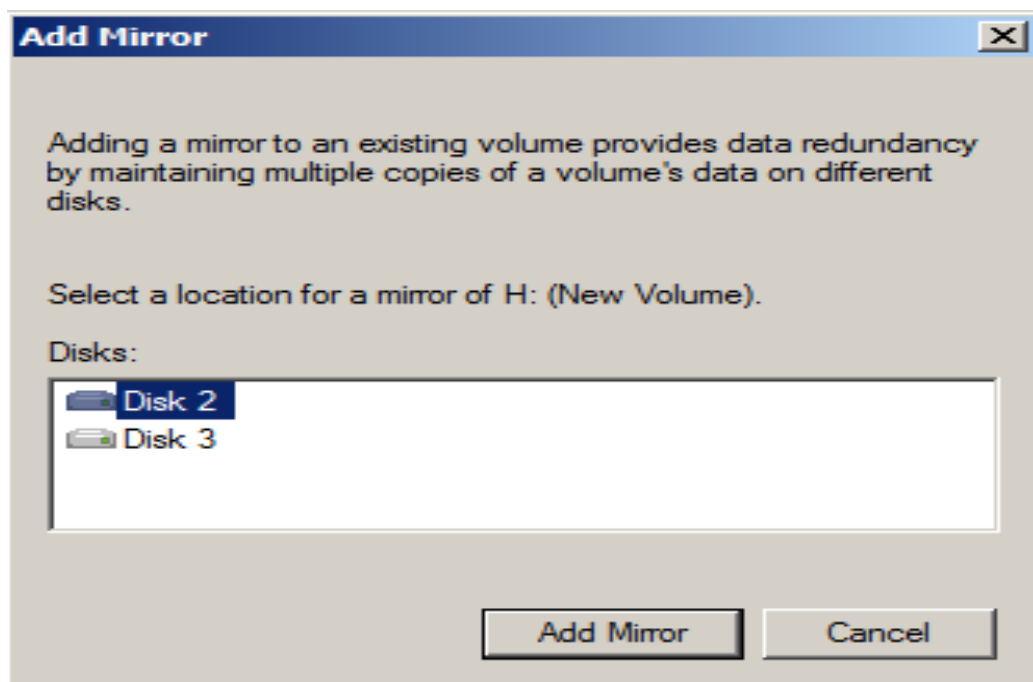 Add Mirror
Adding a mirror to an existing volume provides data redundancy
by maintaining multiple copies of a volume's data on different
disks.
Select a location for a mirror of H: (New Volume).
Disks:
Disk 2
Disk 3
Add Mirror
Cancel